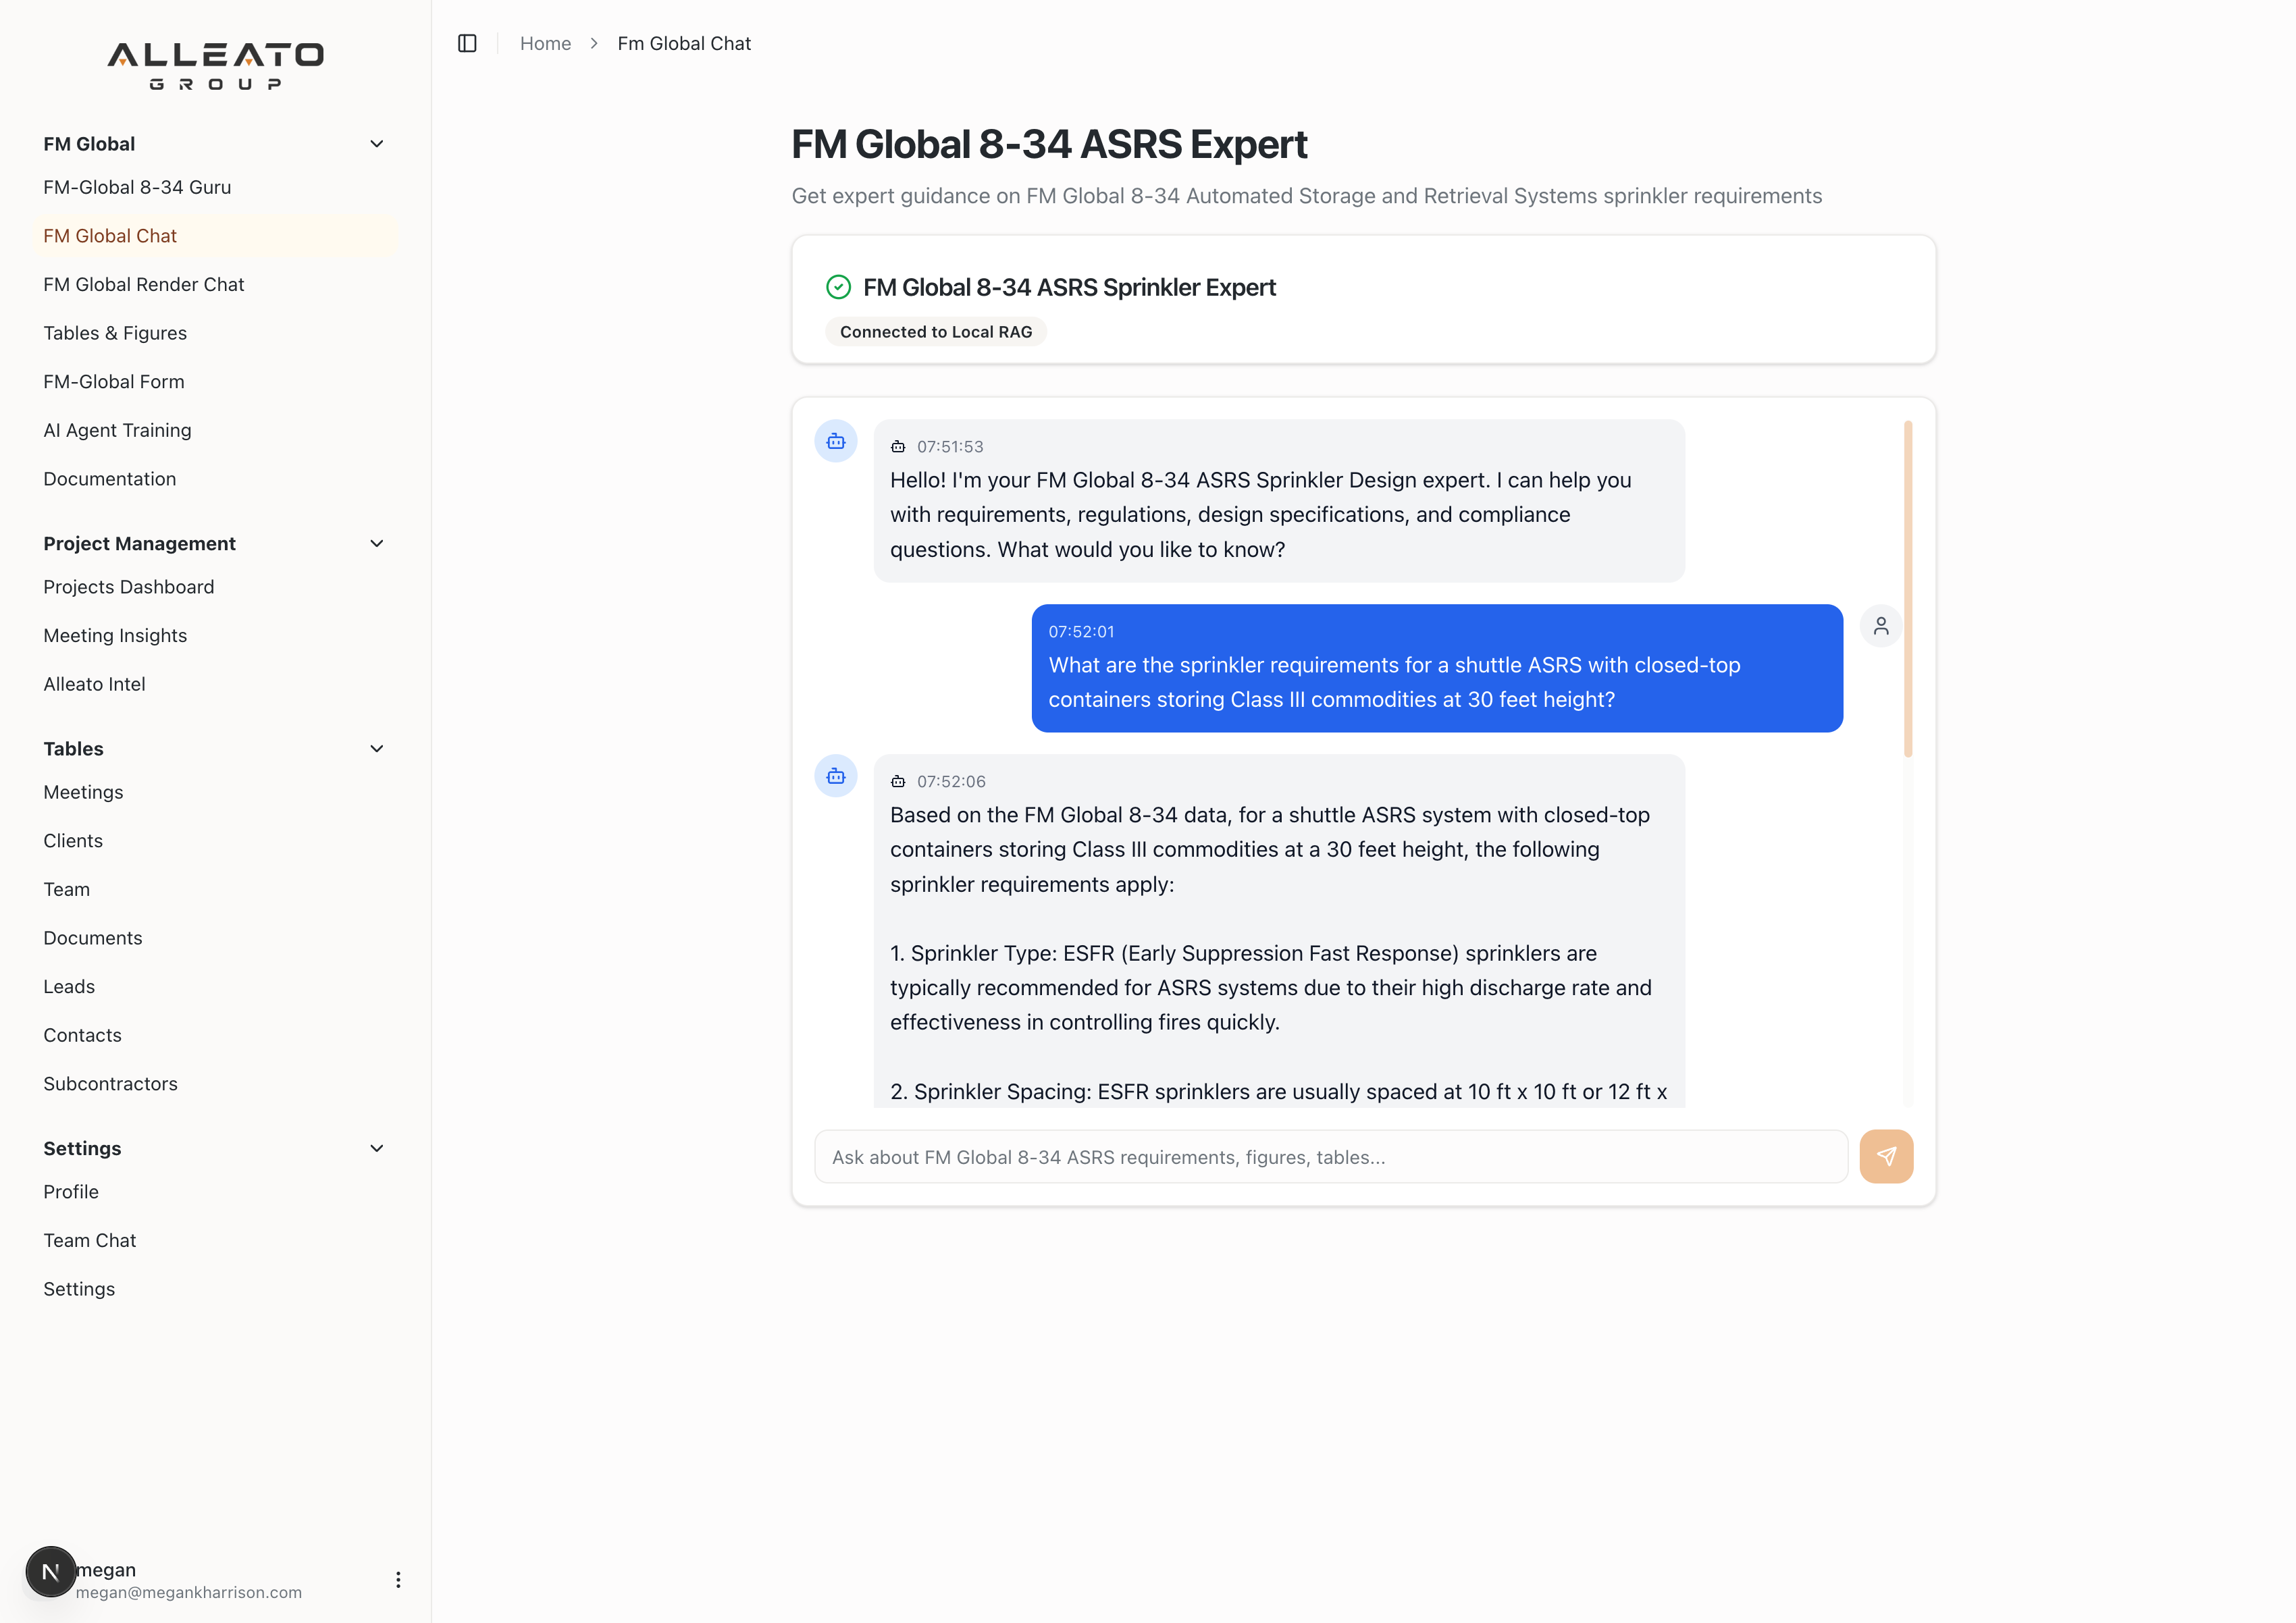 ALLEATO
GROUP
FM Global
FM-Global 8-34 Guru
FM Global Chat
FM Global Render Chat
Tables & Figures
FM-Global Form
AI Agent Training
Documentation
Project Management
Projects Dashboard
Meeting Insights
Alleato Intel
Tables
Meetings
Clients
Team
Documents
Leads
Contacts
Subcontractors
Settings
Profile
Team Chat
Settings
N
megan
megan@megankharrison.com
Home > Fm Global Chat
FM Global 8-34 ASRS Expert
Get expert guidance on FM Global 8-34 Automated Storage and Retrieval Systems sprinkler requirements
FM Global 8-34 ASRS Sprinkler Expert
Connected to Local RAG
07:51:53
Hello! I'm your FM Global 8-34 ASRS Sprinkler Design expert. I can help you
with requirements, regulations, design specifications, and compliance
questions. What would you like to know?
07:52:01
What are the sprinkler requirements for a shuttle ASRS with closed-top
containers storing Class III commodities at 30 feet height?
07:52:06
Based on the FM Global 8-34 data, for a shuttle ASRS system with closed-top
containers storing Class III commodities at a 30 feet height, the following
sprinkler requirements apply:
1. Sprinkler Type: ESFR (Early Suppression Fast Response) sprinklers are
typically recommended for ASRS systems due to their high discharge rate and
effectiveness in controlling fires quickly.
2. Sprinkler Spacing: ESFR sprinklers are usually spaced at 10 ft x 10 ft or 12 ft x
Ask about FM Global 8-34 ASRS requirements, figures, tables...